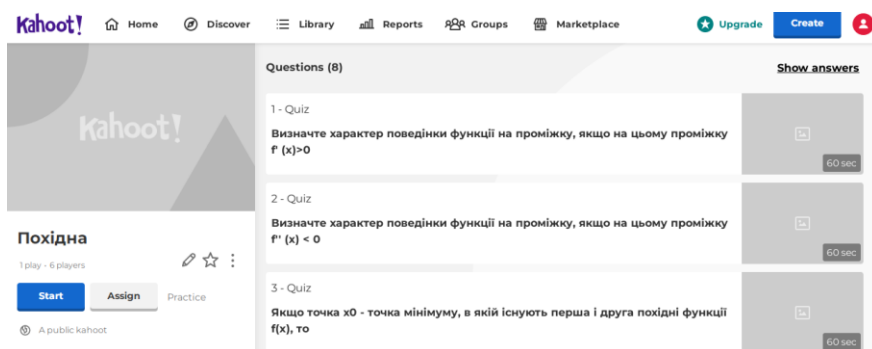 Kahoot! Home Discover Library Reports Groups Marketplace Upgrade Create
Kahoot!
Похідна
1 play - 6 players
Start Assign Practice
A public kahoot
Questions (8) Show answers
1 - Quiz
Визначте характер поведінки функції на проміжку, якщо на цьому проміжку
f' (x)>0
60 sec
2 - Quiz
Визначте характер поведінки функції на проміжку, якщо на цьому проміжку
f'' (x) < 0
60 sec
3 - Quiz
Якщо точка x0 - точка мінімуму, в якій існують перша і друга похідні функції
f(x), то
60 sec